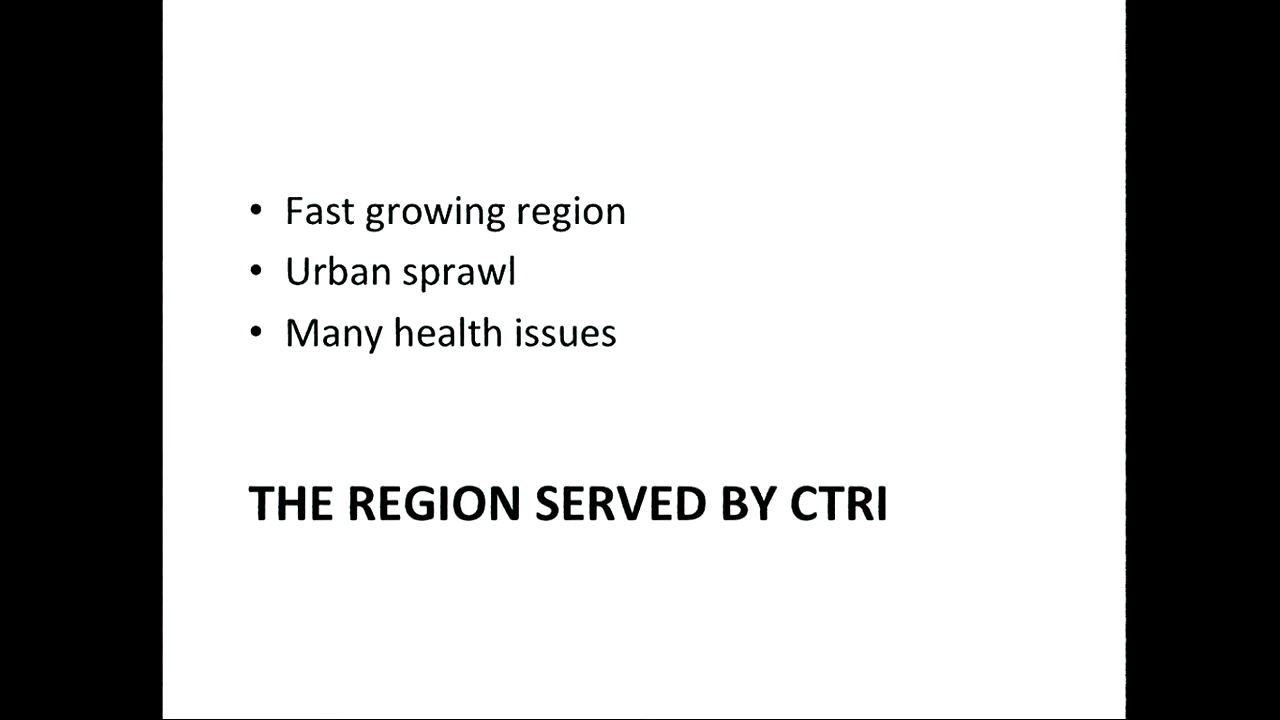 • Fast growing region
• Urban sprawl
• Many health issues
THE REGION SERVED BY CTRI